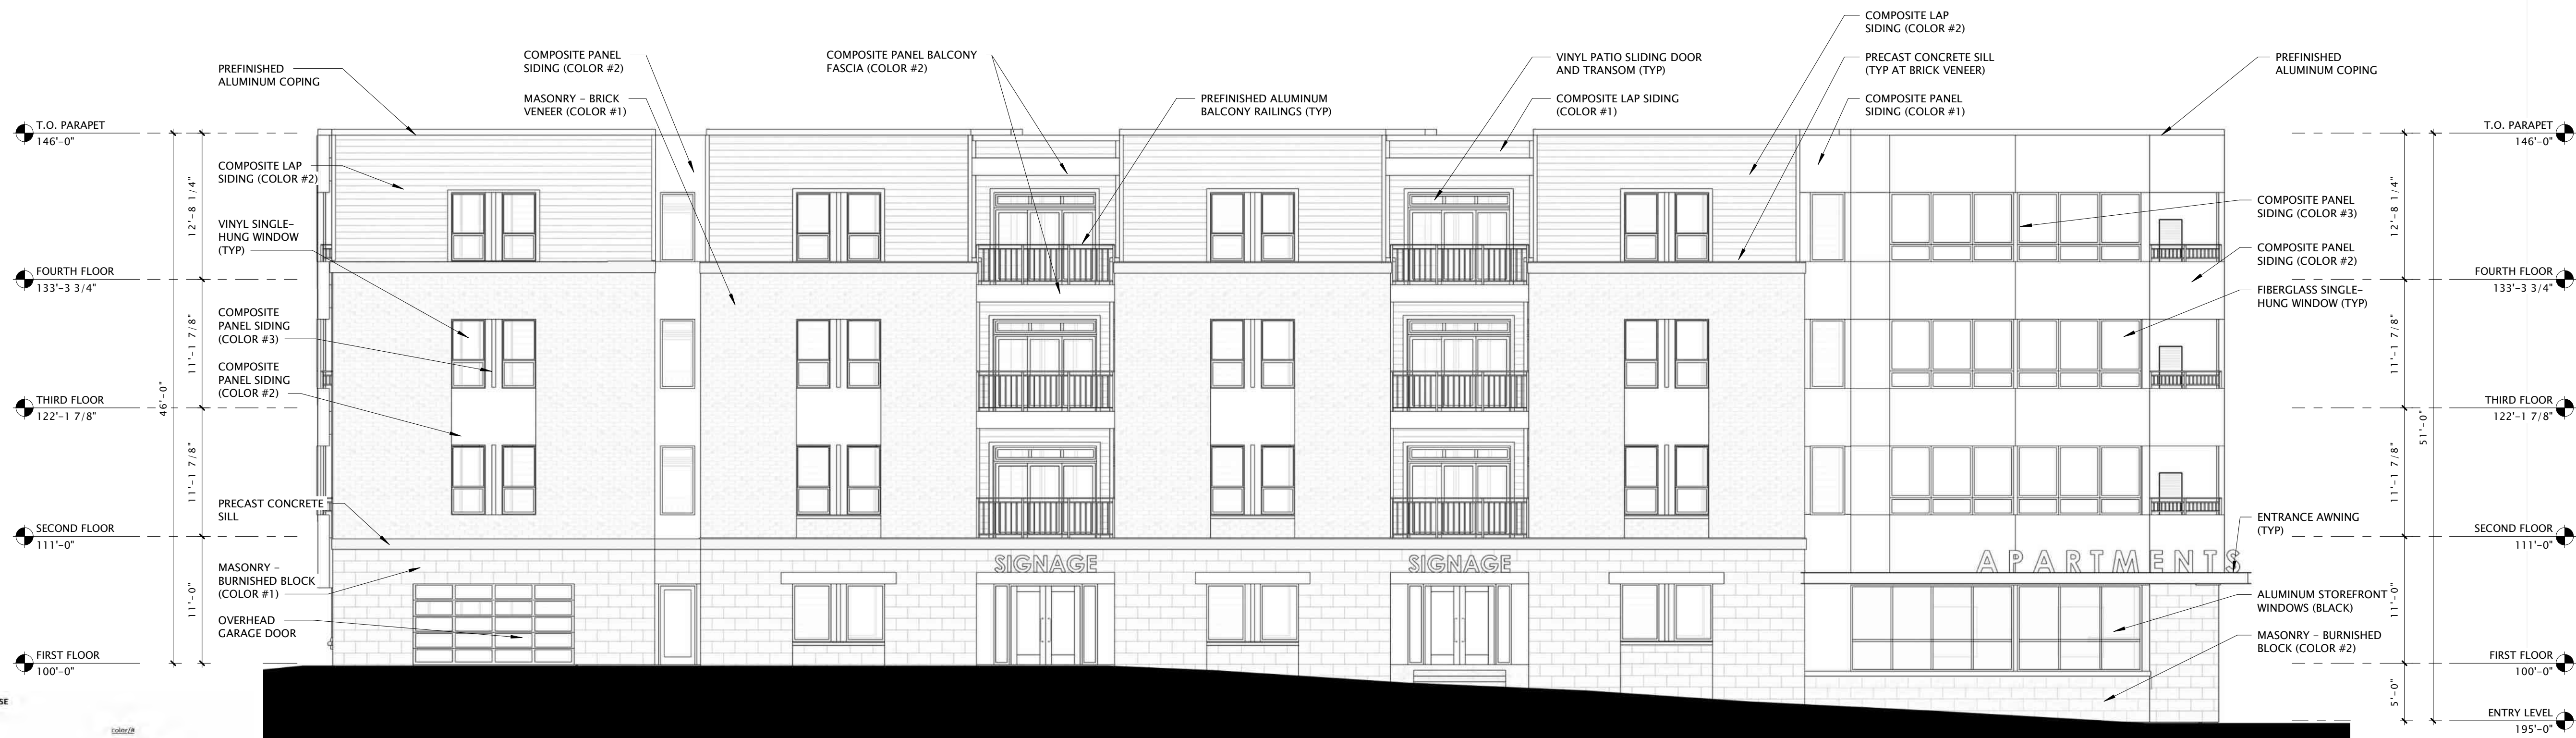 COMPOSITE LAP
SIDING (COLOR #2)
COMPOSITE PANEL
SIDING (COLOR #2)
COMPOSITE PANEL BALCONY
FASCIA (COLOR #2)
VINYL PATIO SLIDING DOOR
AND TRANSOM (TYP)
PRECAST CONCRETE SILL
(TYP AT BRICK VENEER)
PREFINISHED
ALUMINUM COPING
PREFINISHED
ALUMINUM COPING
MASONRY - BRICK
VENEER (COLOR #1)
PREFINISHED ALUMINUM
BALCONY RAILINGS (TYP)
COMPOSITE LAP SIDING
(COLOR #1)
COMPOSITE PANEL
SIDING (COLOR #1)
T.O. PARAPET
146'-0"
COMPOSITE LAP
SIDING (COLOR #2)
VINYL SINGLE-
HUNG WINDOW
(TYP)
FOURTH FLOOR
133'-3 3/4"
COMPOSITE
PANEL SIDING
(COLOR #3)
COMPOSITE
PANEL SIDING
(COLOR #2)
THIRD FLOOR
122'-1 7/8"
PRECAST CONCRETE
SILL
SECOND FLOOR
111'-0"
MASONRY -
BURNISHED BLOCK
(COLOR #1)
OVERHEAD
GARAGE DOOR
FIRST FLOOR
100'-0"
12'-8 1/4"
11'-1 7/8"
46'-0"
11'-1 7/8"
11'-0"
SIGNAGE
SIGNAGE
APARTMENTS
T.O. PARAPET
146'-0"
COMPOSITE PANEL
SIDING (COLOR #3)
COMPOSITE PANEL
SIDING (COLOR #2)
FOURTH FLOOR
133'-3 3/4"
FIBERGLASS SINGLE-
HUNG WINDOW (TYP)
THIRD FLOOR
122'-1 7/8"
ENTRANCE AWNING
(TYP)
SECOND FLOOR
111'-0"
ALUMINUM STOREFRONT
WINDOWS (BLACK)
MASONRY - BURNISHED
BLOCK (COLOR #2)
FIRST FLOOR
100'-0"
ENTRY LEVEL
195'-0"
12'-8 1/4"
11'-1 7/8"
51'-0"
11'-1 7/8"
11'-0"
5'-0"
SE
color/#